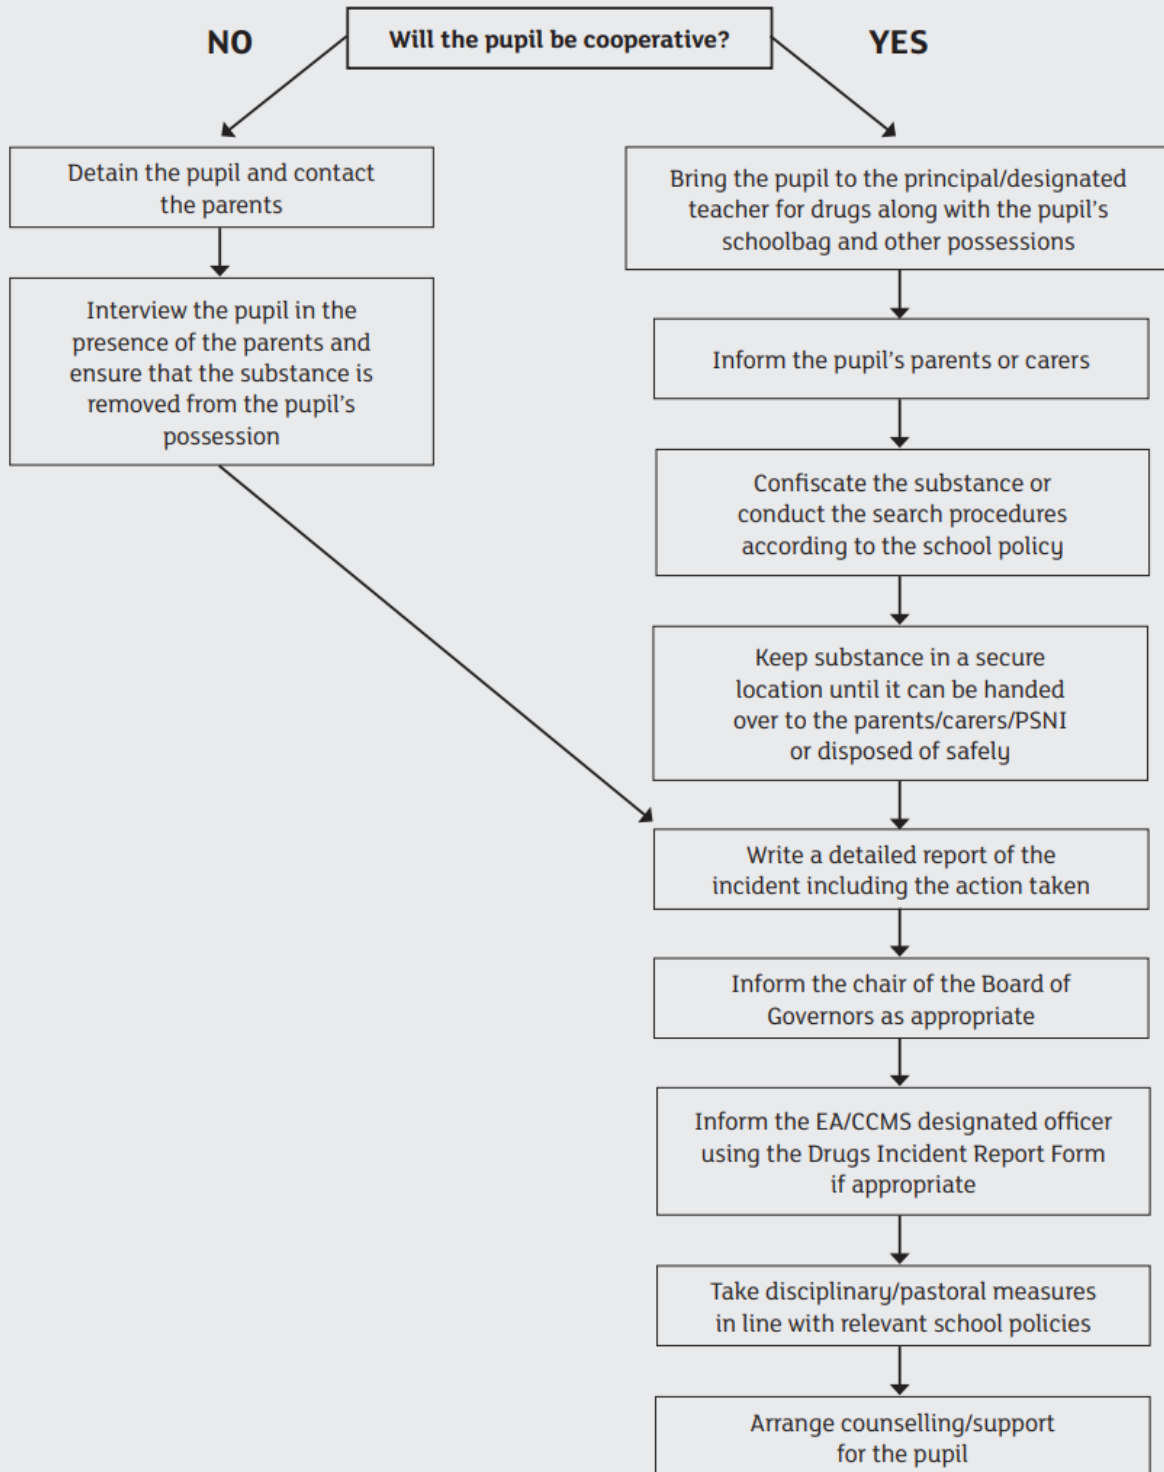 NO
Will the pupil be cooperative?
YES
Detain the pupil and contact
the parents
Interview the pupil in the
presence of the parents and
ensure that the substance is
removed from the pupil's
possession
Bring the pupil to the principal/designated
teacher for drugs along with the pupil's
schoolbag and other possessions
Inform the pupil's parents or carers
Confiscate the substance or
conduct the search procedures
according to the school policy
Keep substance in a secure
location until it can be handed
over to the parents/carers/PSNI
or disposed of safely
Write a detailed report of the
incident including the action taken
Inform the chair of the Board of
Governors as appropriate
Inform the EA/CCMS designated officer
using the Drugs Incident Report Form
if appropriate
Take disciplinary/pastoral measures
in line with relevant school policies
Arrange counselling/support
for the pupil